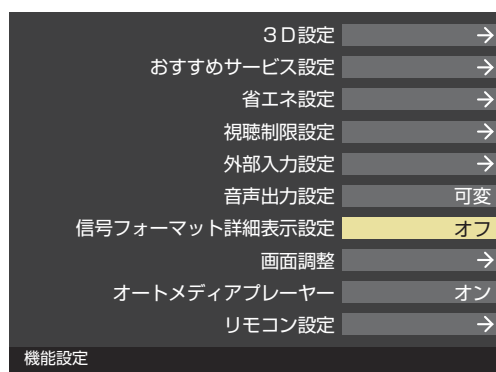 ３Ｄ設定 →
おすすめサービス設定 →
省エネ設定 →
視聴制限設定 →
外部入力設定 →
音声出力設定 可変
信号フォーマット詳細表示設定 オフ
画面調整 →
オートメディアプレーヤー オン
リモコン設定 →
機能設定